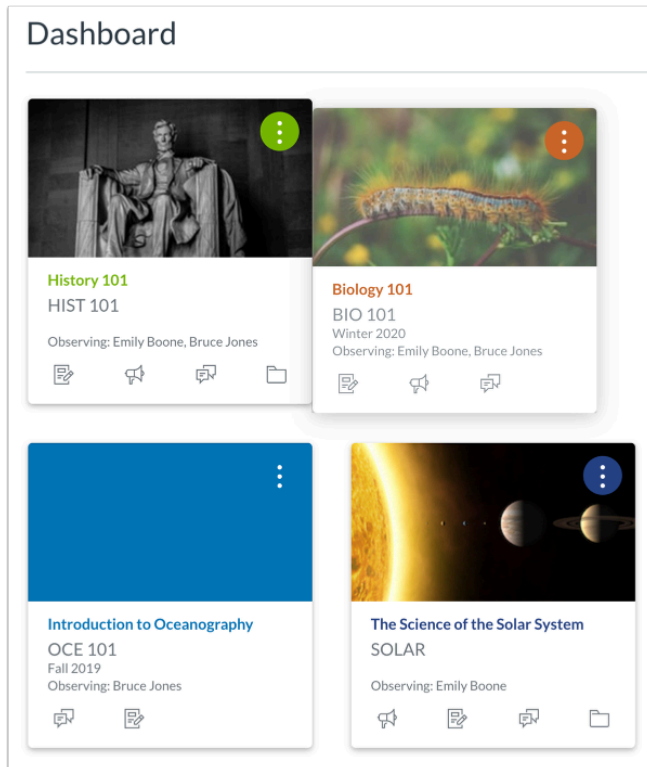 Dashboard
History 101
HIST 101
Observing: Emily Boone, Bruce Jones
Biology 101
BIO 101
Winter 2020
Observing: Emily Boone, Bruce Jones
Introduction to Oceanography
OCE 101
Fall 2019
Observing: Bruce Jones
The Science of the Solar System
SOLAR
Observing: Emily Boone